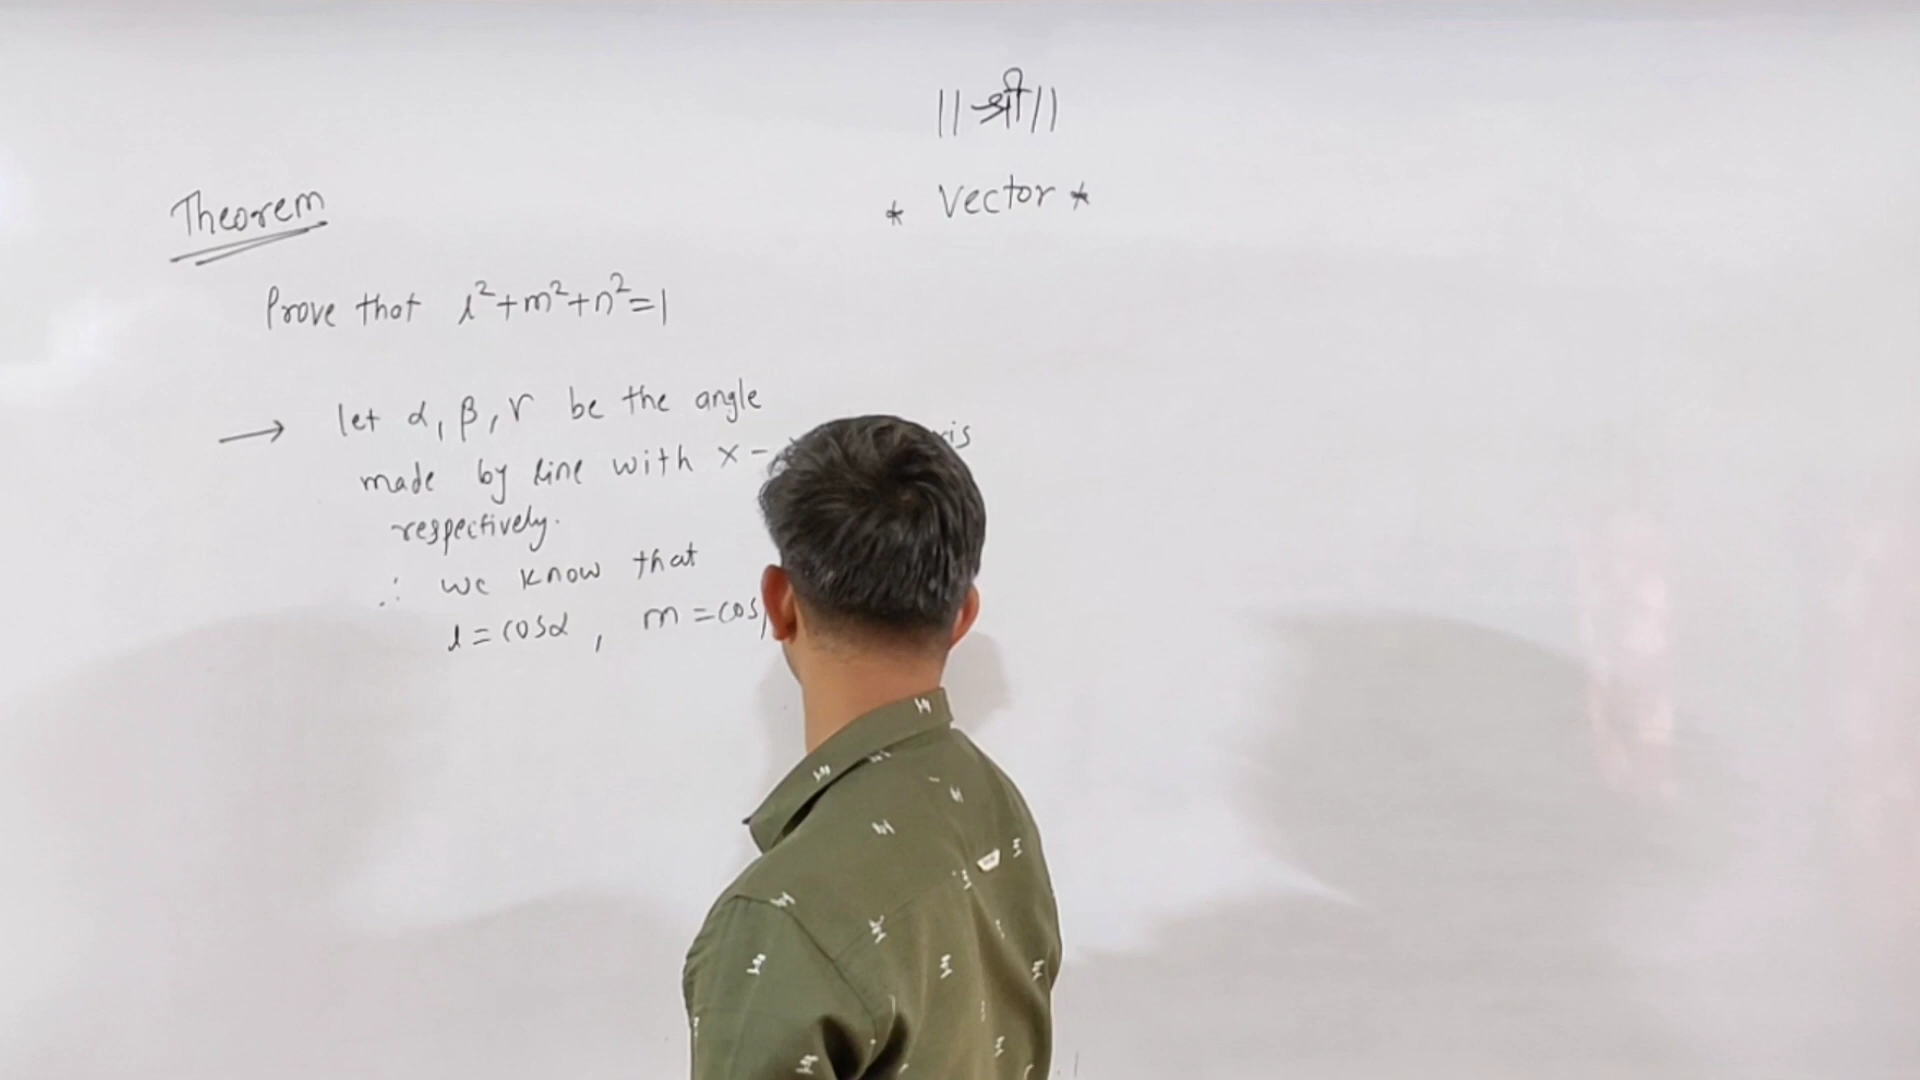 ||श्री||
* Vector *
Theorem
Prove that l²+m²+n²=1
→ let α, β, γ be the angle
made by line with x-
respectively.
∴ we know that
l = cosα , m = cos